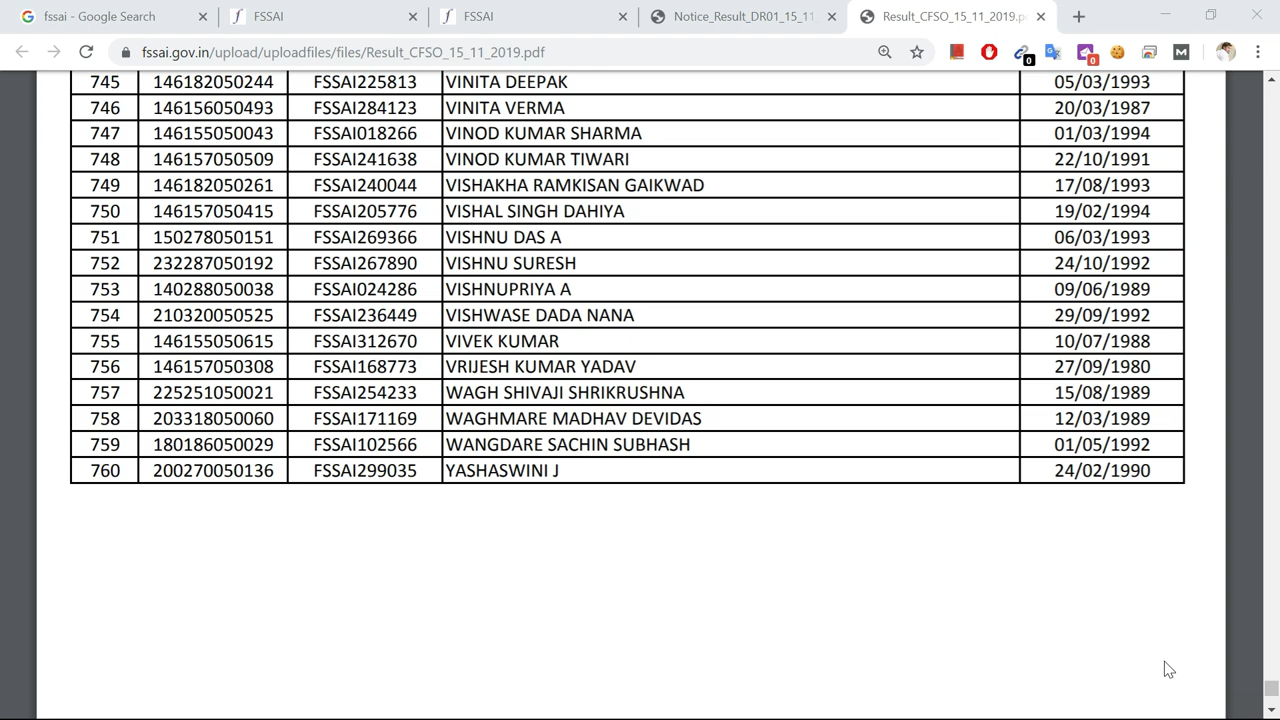 fssai - Google Search
FSSAI
FSSAI
Notice_Result_DR01_15_11
Result_CFSO_15_11_2019.p
fssai.gov.in/upload/uploadfiles/files/Result_CFSO_15_11_2019.pdf
0
0
M
745 146182050244 FSSAI225813 VINITA DEEPAK 05/03/1993
746 146156050493 FSSAI284123 VINITA VERMA 20/03/1987
747 146155050043 FSSAI018266 VINOD KUMAR SHARMA 01/03/1994
748 146157050509 FSSAI241638 VINOD KUMAR TIWARI 22/10/1991
749 146182050261 FSSAI240044 VISHAKHA RAMKISAN GAIKWAD 17/08/1993
750 146157050415 FSSAI205776 VISHAL SINGH DAHIYA 19/02/1994
751 150278050151 FSSAI269366 VISHNU DAS A 06/03/1993
752 232287050192 FSSAI267890 VISHNU SURESH 24/10/1992
753 140288050038 FSSAI024286 VISHNUPRIYA A 09/06/1989
754 210320050525 FSSAI236449 VISHWASE DADA NANA 29/09/1992
755 146155050615 FSSAI312670 VIVEK KUMAR 10/07/1988
756 146157050308 FSSAI168773 VRIJESH KUMAR YADAV 27/09/1980
757 225251050021 FSSAI254233 WAGH SHIVAJI SHRIKRUSHNA 15/08/1989
758 203318050060 FSSAI171169 WAGHMARE MADHAV DEVIDAS 12/03/1989
759 180186050029 FSSAI102566 WANGDARE SACHIN SUBHASH 01/05/1992
760 200270050136 FSSAI299035 YASHASWINI J 24/02/1990